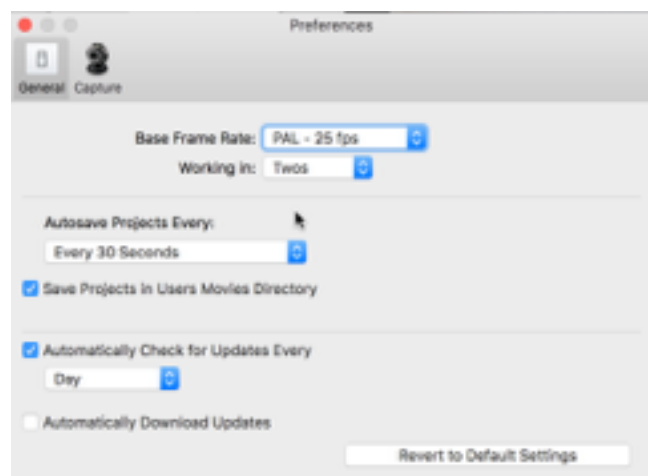 Preferences
General Capture
Base Frame Rate: PAL - 25 fps
Working in: Twos
Autosave Projects Every:
Every 30 Seconds
Save Projects in Users Movies Directory
Automatically Check for Updates Every
Day
Automatically Download Updates
Revert to Default Settings